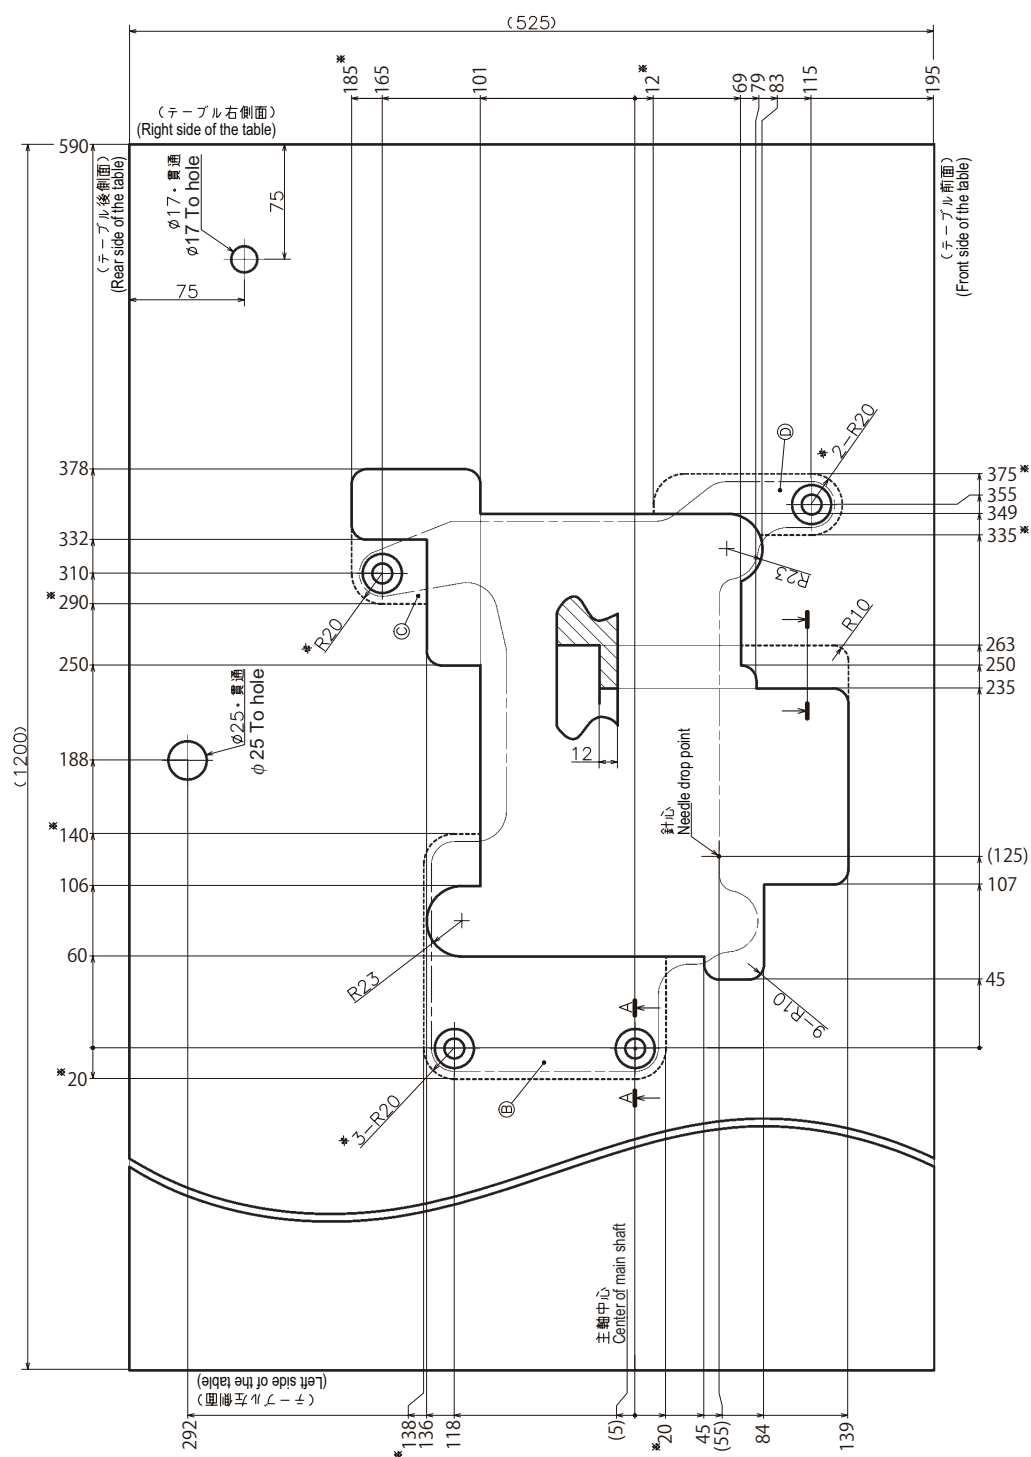 (525)
185※
165
101
12※
69
79
83
115
195
(テーブル右側面)
(Right side of the table)
590
(テーブル後側面)
(Rear side of the table)
ø17・貫通
ø17 To hole
75
75
(テーブル前面)
(Front side of the table)
378
332
310
※290
250
188
※140
106
60
※20
(1200)
※R20
Ⓒ
ø25・貫通
φ25 To hole
Ⓓ
※2-R20
R23
R10
375※
355
349
335※
263
250
235
(125)
107
45
12
針心
Needle drop point
R23
9-R10
A
A
Ⓑ
※3-R20
主軸中心
Center of main shaft
(テーブル左側面)
(Left side of the table)
292
※138
136
118
(5)
※20
45
(55)
84
139